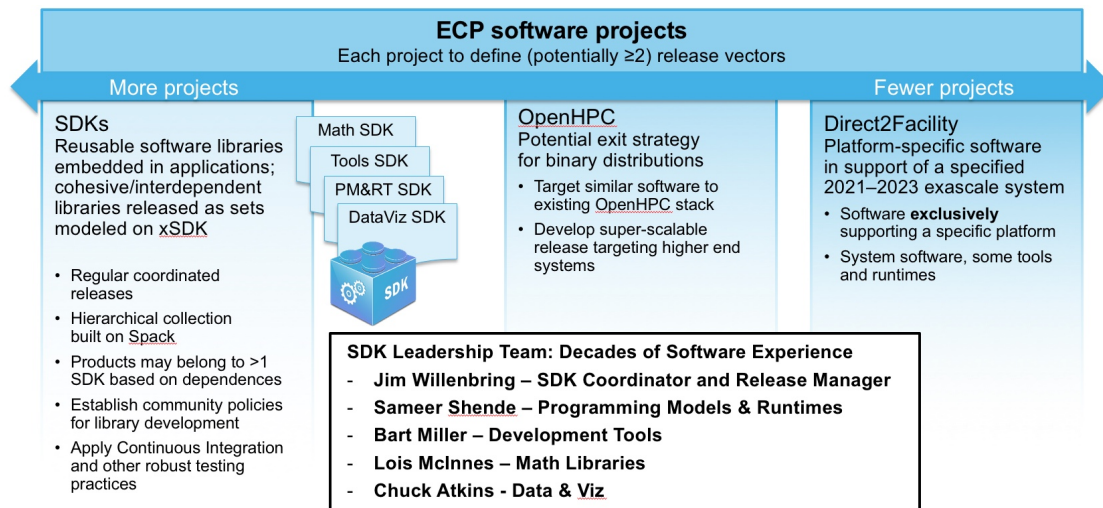 ECP software projects
Each project to define (potentially ≥2) release vectors
More projects
Fewer projects
SDKs
Reusable software libraries
embedded in applications;
cohesive/interdependent
libraries released as sets
modeled on xSDK
• Regular coordinated
releases
• Hierarchical collection
built on Spack
• Products may belong to >1
SDK based on dependences
• Establish community policies
for library development
• Apply Continuous Integration
and other robust testing
practices
Math SDK
Tools SDK
PM&RT SDK
DataViz SDK
SDK
OpenHPC
Potential exit strategy
for binary distributions
• Target similar software to
existing OpenHPC stack
• Develop super-scalable
release targeting higher end
systems
Direct2Facility
Platform-specific software
in support of a specified
2021–2023 exascale system
• Software exclusively
supporting a specific platform
• System software, some tools
and runtimes
SDK Leadership Team: Decades of Software Experience
- Jim Willenbring – SDK Coordinator and Release Manager
- Sameer Shende – Programming Models & Runtimes
- Bart Miller – Development Tools
- Lois McInnes – Math Libraries
- Chuck Atkins - Data & Viz